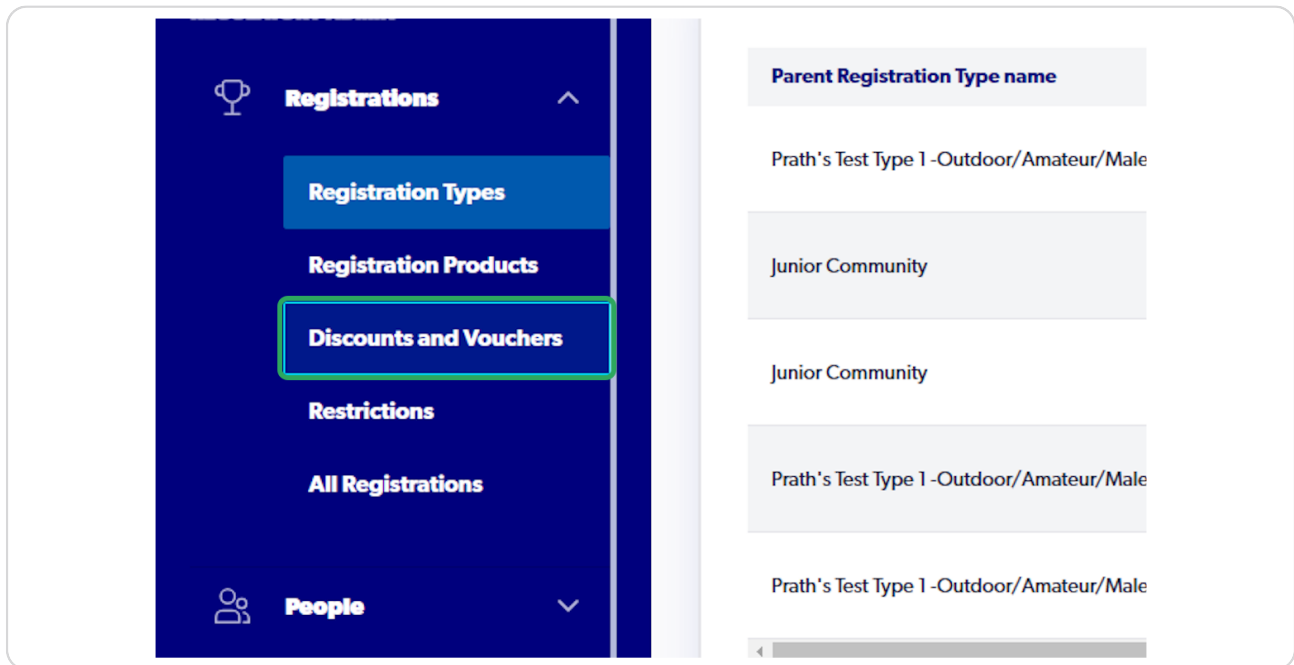 Registrations
Registration Types
Registration Products
Discounts and Vouchers
Restrictions
All Registrations
People
Parent Registration Type name
Prath's Test Type 1 -Outdoor/Amateur/Male
Junior Community
Junior Community
Prath's Test Type 1 -Outdoor/Amateur/Male
Prath's Test Type 1 -Outdoor/Amateur/Male